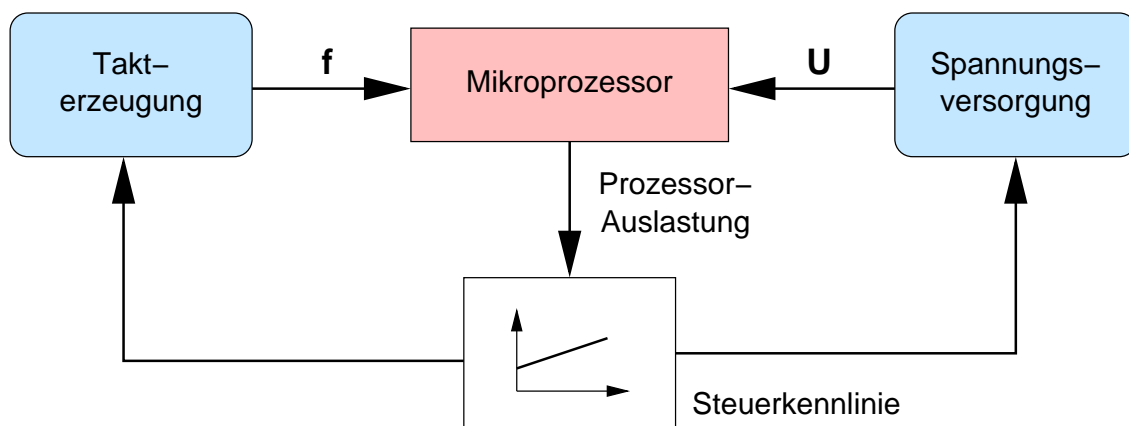 Takt–
erzeugung
f
Mikroprozessor
U
Spannungs–
versorgung
Prozessor–
Auslastung
Steuerkennlinie